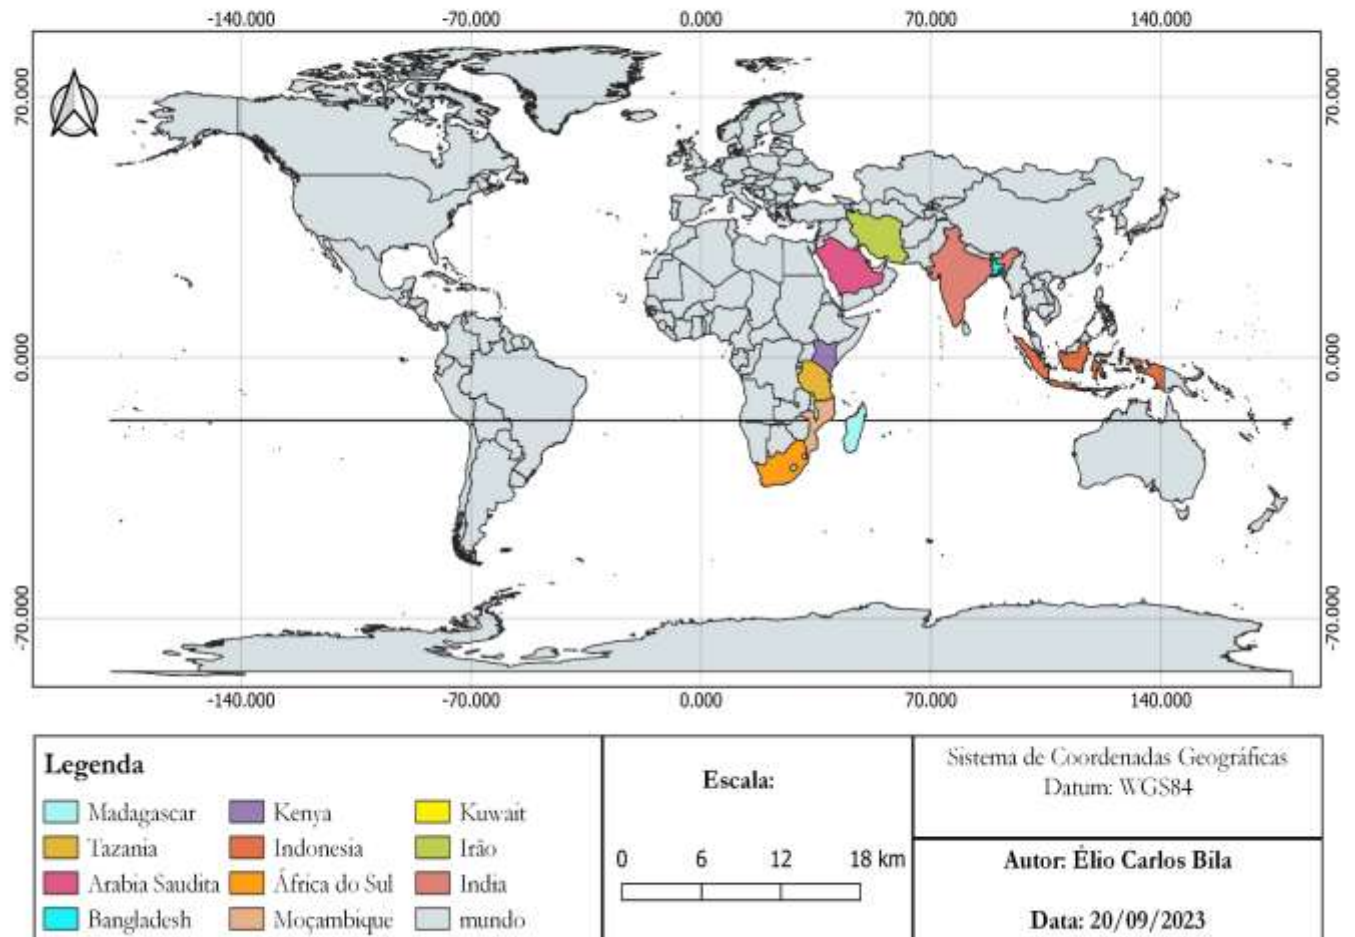 -140.000 -70.000 0.000 70.000 140.000
70.000 70.000
0.000 0.000
-70.000 -70.000
-140.000 -70.000 0.000 70.000 140.000
Legenda
Madagascar Kenya Kuwait
Tazania Indonesia Irão
Arabia Saudita África do Sul India
Bangladesh Moçambique mundo
Escala:
0 6 12 18 km
Sistema de Coordenadas Geográficas
Datum: WGS84
Autor: Élio Carlos Bila
Data: 20/09/2023